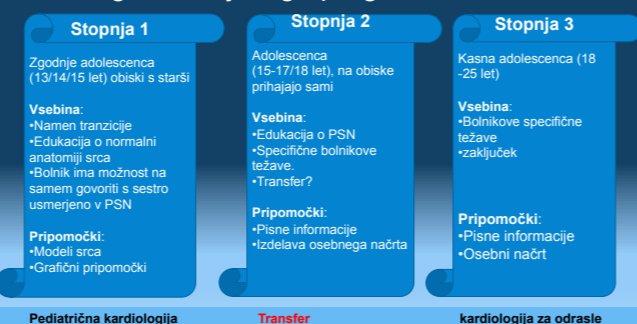 Stopnja 1
Zgodnje adolescenca
(13/14/15 let) obiski s starši
Vsebina:
•Namen tranzicije
•Edukacija o normalni
anatomiji srca
•Bolnik ima možnost na
samem govoriti s sestro
usmerjeno v PSN
Pripomočki:
•Modeli srca
•Grafični pripomočki
Stopnja 2
Adolescenca
(15-17/18 let), na obiske
prihajajo sami
Vsebina:
•Edukacija o PSN
•Specifične bolnikove
težave.
•Transfer?
Pripomočki:
•Pisne informacije
•Izdelava osebnega načrta
Stopnja 3
Kasna adolescenca (18
-25 let)
Vsebina:
•Bolnikove specifične
težave
•zaključek
Pripomočki:
•Pisne informacije
•Osebni načrt
Pediatrična kardiologija
Transfer
kardiologija za odrasle